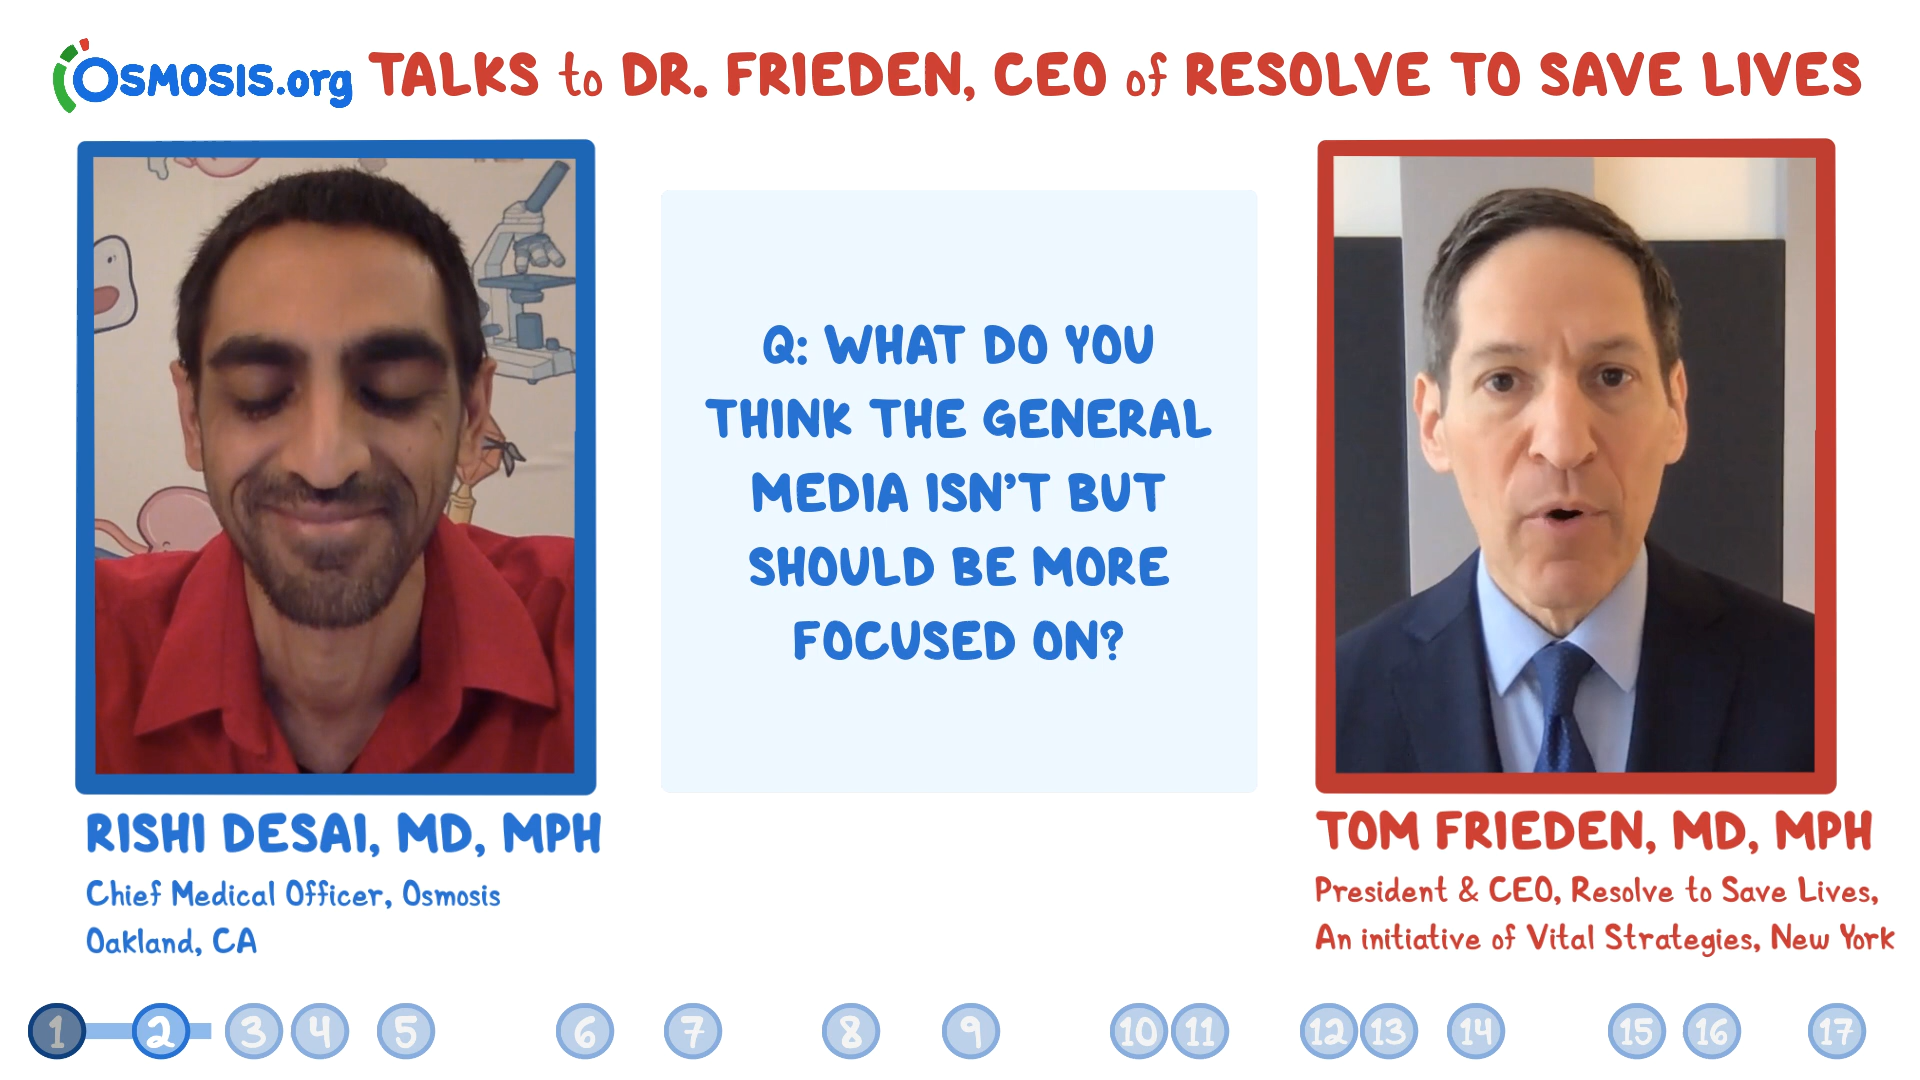 Osmosis.org TALKS to DR. FRIEDEN, CEO of RESOLVE TO SAVE LIVES
Q: WHAT DO YOU
THINK THE GENERAL
MEDIA ISN'T BUT
SHOULD BE MORE
FOCUSED ON?
RISHI DESAI, MD, MPH
Chief Medical Officer, Osmosis
Oakland, CA
TOM FRIEDEN, MD, MPH
President & CEO, Resolve to Save Lives,
An initiative of Vital Strategies, New York
1 2 3 4 5 6 7 8 9 10 11 12 13 14 15 16 17